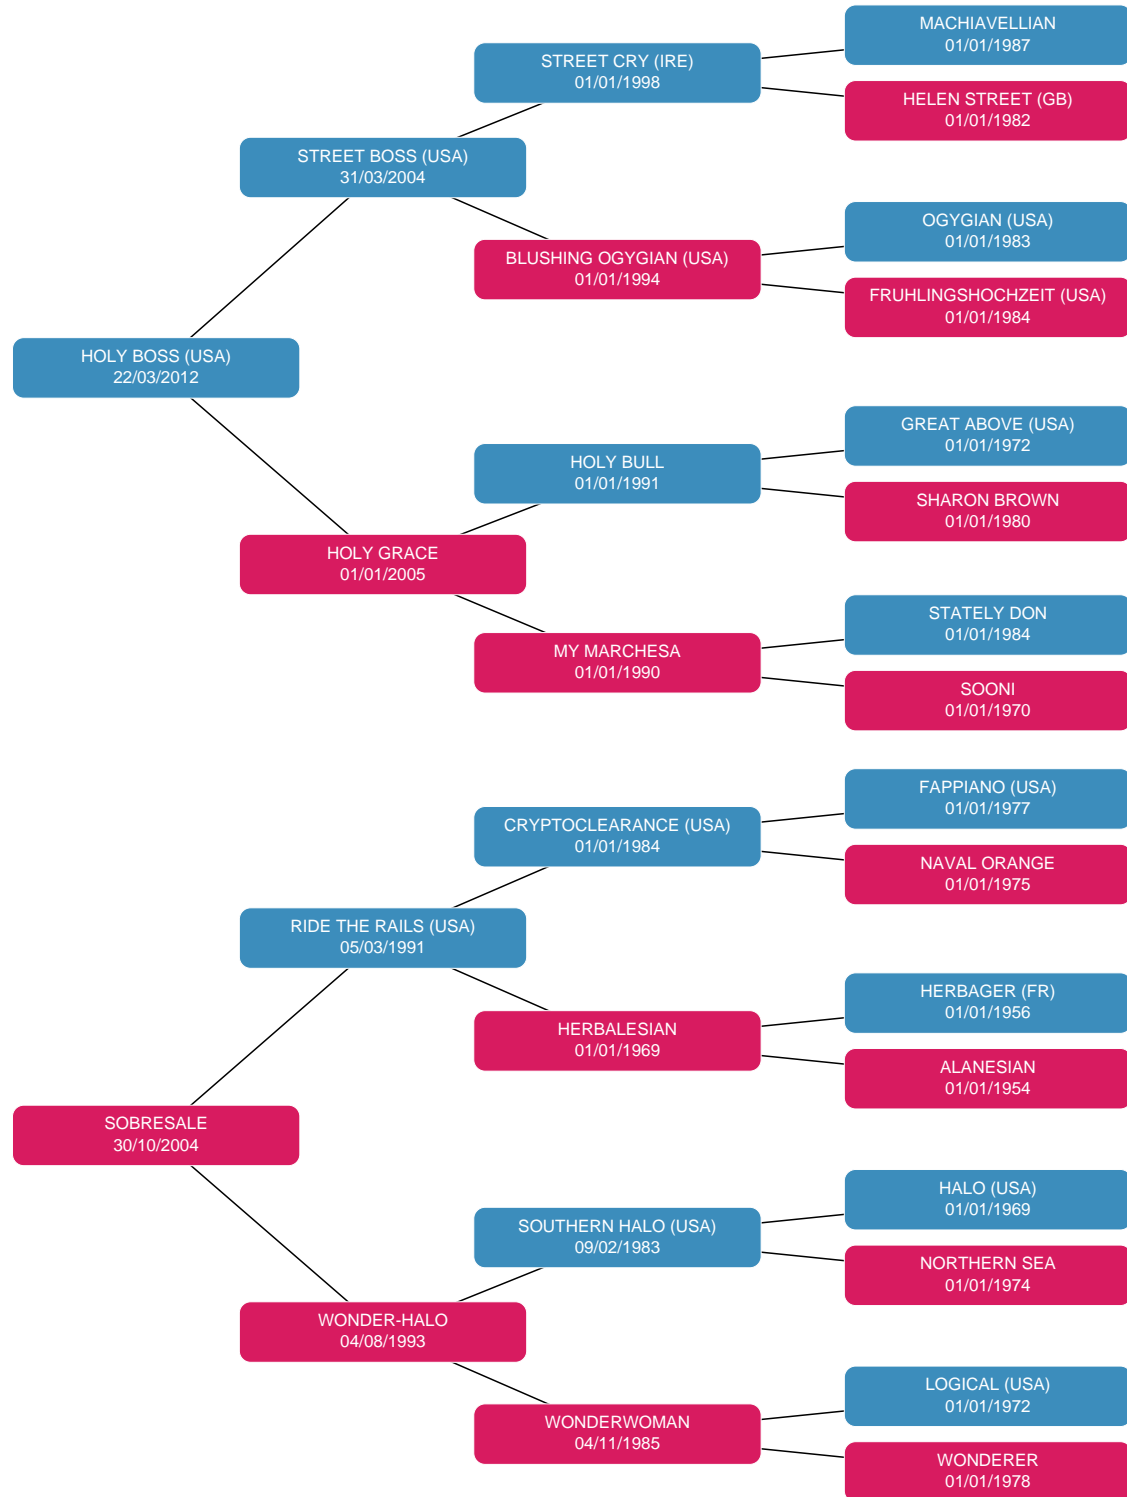 MACHIAVELLIAN
01/01/1987
STREET CRY (IRE)
01/01/1998
HELEN STREET (GB)
01/01/1982
STREET BOSS (USA)
31/03/2004
OGYGIAN (USA)
01/01/1983
BLUSHING OGYGIAN (USA)
01/01/1994
FRUHLINGSHOCHZEIT (USA)
01/01/1984
HOLY BOSS (USA)
22/03/2012
GREAT ABOVE (USA)
01/01/1972
HOLY BULL
01/01/1991
SHARON BROWN
01/01/1980
HOLY GRACE
01/01/2005
STATELY DON
01/01/1984
MY MARCHESA
01/01/1990
SOONI
01/01/1970
FAPPIANO (USA)
01/01/1977
CRYPTOCLEARANCE (USA)
01/01/1984
NAVAL ORANGE
01/01/1975
RIDE THE RAILS (USA)
05/03/1991
HERBAGER (FR)
01/01/1956
HERBALESIAN
01/01/1969
ALANESIAN
01/01/1954
SOBRESALE
30/10/2004
HALO (USA)
01/01/1969
SOUTHERN HALO (USA)
09/02/1983
NORTHERN SEA
01/01/1974
WONDER-HALO
04/08/1993
LOGICAL (USA)
01/01/1972
WONDERWOMAN
04/11/1985
WONDERER
01/01/1978